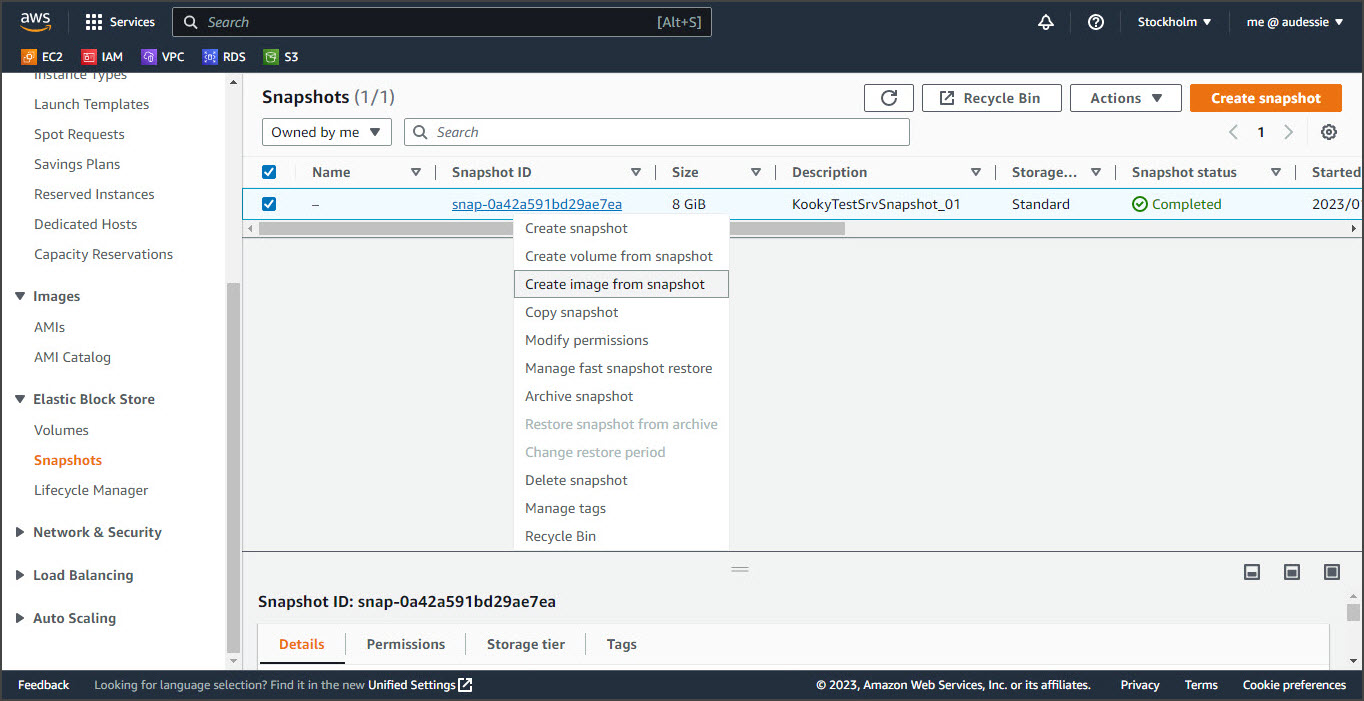 aws
Services
Search
[Alt+S]
Stockholm
me @ audessie
EC2
IAM
VPC
RDS
S3
Instance Types
Launch Templates
Spot Requests
Savings Plans
Reserved Instances
Dedicated Hosts
Capacity Reservations
Images
AMIs
AMI Catalog
Elastic Block Store
Volumes
Snapshots
Lifecycle Manager
Network & Security
Load Balancing
Auto Scaling
Snapshots (1/1)
Recycle Bin
Actions
Create snapshot
Owned by me
Search
1
Name
Snapshot ID
Size
Description
Storage...
Snapshot status
Started
–
snap-0a42a591bd29ae7ea
8 GiB
KookyTestSrvSnapshot_01
Standard
Completed
2023/0
Create snapshot
Create volume from snapshot
Create image from snapshot
Copy snapshot
Modify permissions
Manage fast snapshot restore
Archive snapshot
Restore snapshot from archive
Change restore period
Delete snapshot
Manage tags
Recycle Bin
Snapshot ID: snap-0a42a591bd29ae7ea
Details
Permissions
Storage tier
Tags
Feedback
Looking for language selection? Find it in the new Unified Settings
© 2023, Amazon Web Services, Inc. or its affiliates.
Privacy
Terms
Cookie preferences